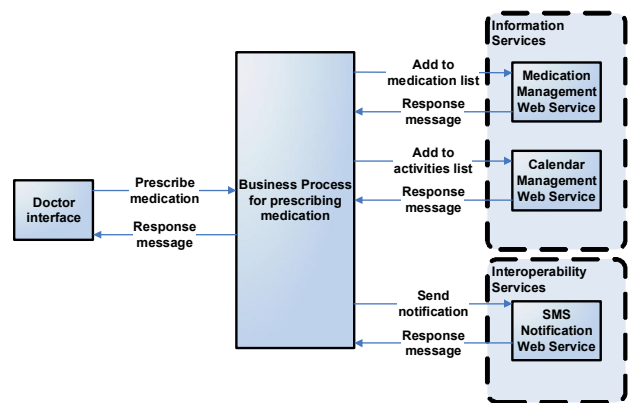 Information
Services
Add to
medication list
Response
message
Medication
Management
Web Service
Add to
activities list
Response
message
Calendar
Management
Web Service
Doctor
interface
Prescribe
medication
Response
message
Business Process
for prescribing
medication
Interoperability
Services
Send
notification
Response
message
SMS
Notification
Web Service